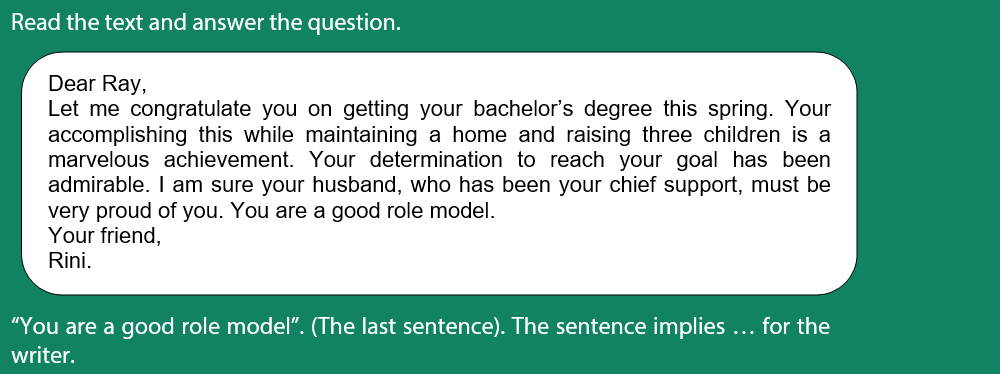 Read the text and answer the question.
Dear Ray,
Let me congratulate you on getting your bachelor’s degree this spring. Your
accomplishing this while maintaining a home and raising three children is a
marvelous achievement. Your determination to reach your goal has been
admirable. I am sure your husband, who has been your chief support, must be
very proud of you. You are a good role model.
Your friend,
Rini.
“You are a good role model”. (The last sentence). The sentence implies … for the
writer.